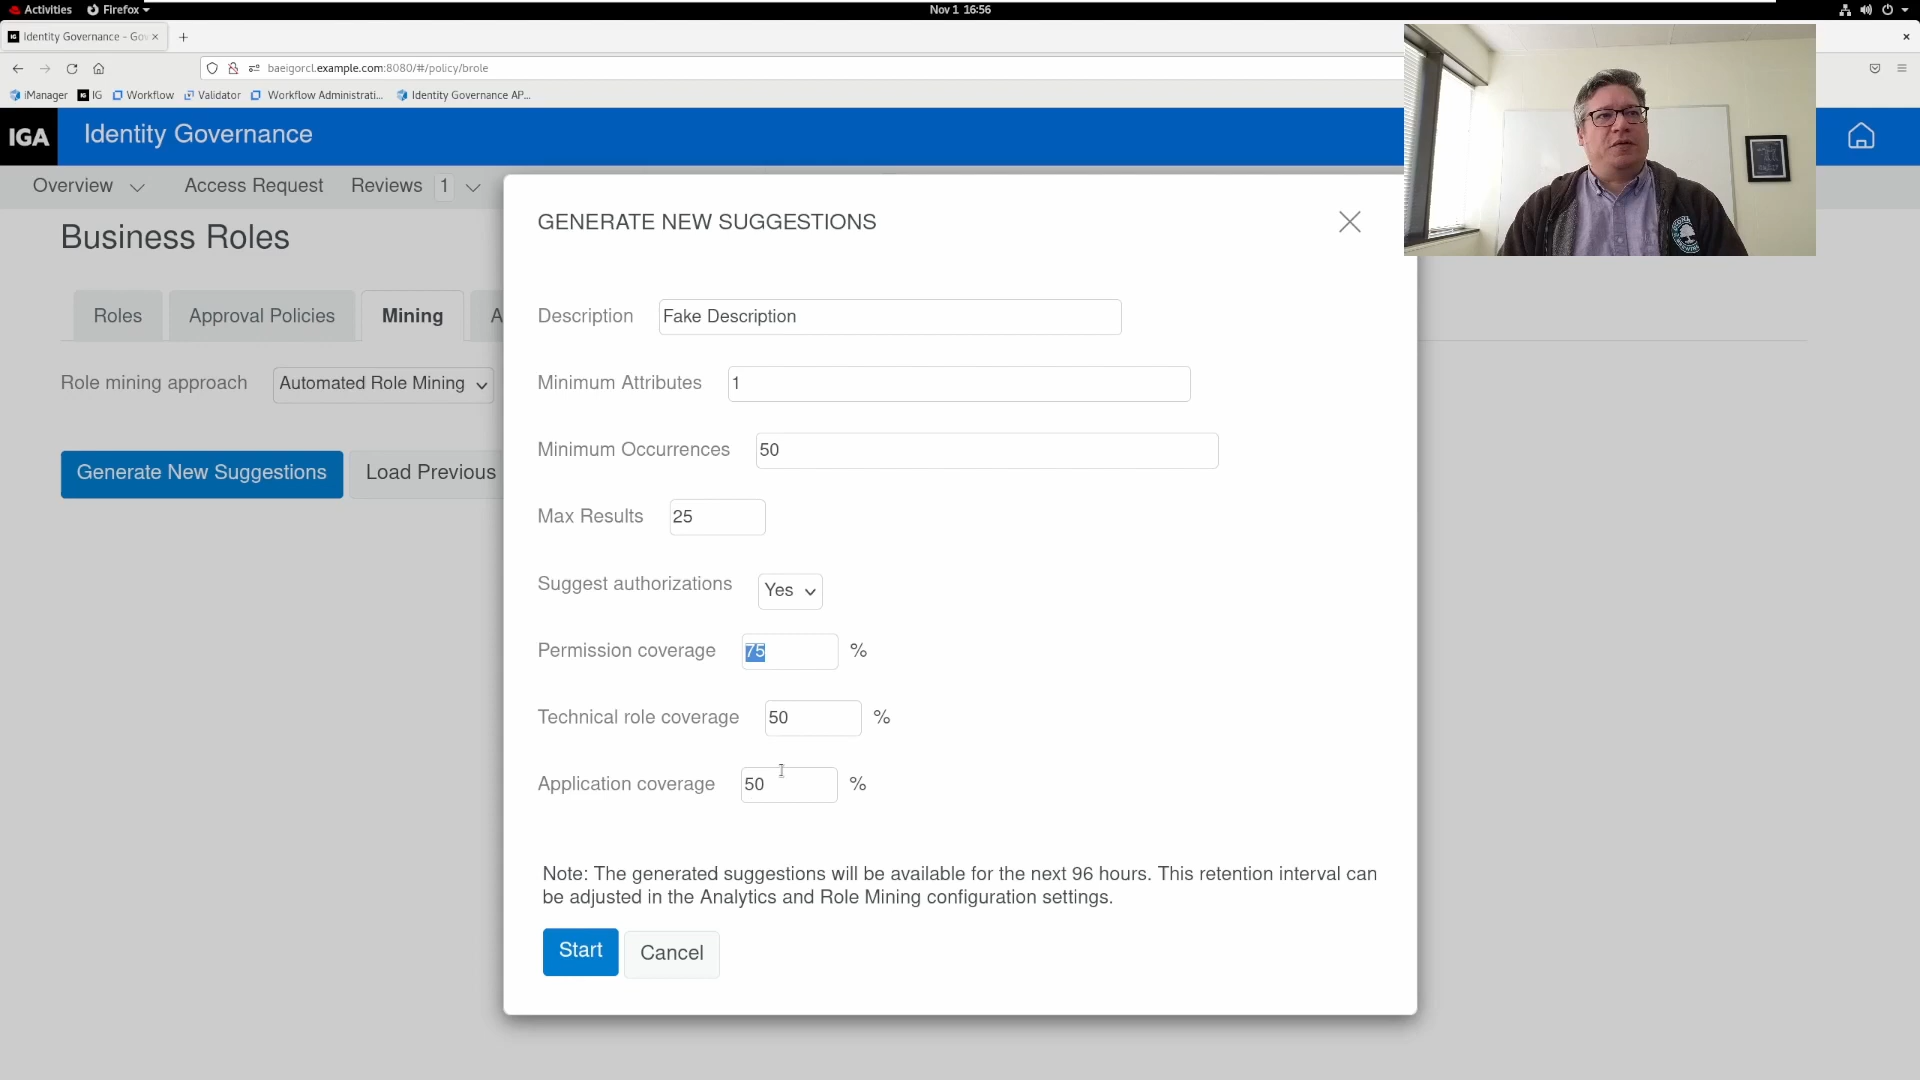 Activities Firefox Nov 1 16:56
Identity Governance - Gov
baeigorcl.example.com:8080/#/policy/brole
iManager IG Workflow Validator Workflow Administrati... Identity Governance AP...
IGA Identity Governance
Overview Access Request Reviews 1
Business Roles
Roles Approval Policies Mining A
Role mining approach Automated Role Mining
Generate New Suggestions Load Previous
GENERATE NEW SUGGESTIONS
Description Fake Description
Minimum Attributes 1
Minimum Occurrences 50
Max Results 25
Suggest authorizations Yes
Permission coverage 75 %
Technical role coverage 50 %
Application coverage 50 %
Note: The generated suggestions will be available for the next 96 hours. This retention interval can
be adjusted in the Analytics and Role Mining configuration settings.
Start Cancel